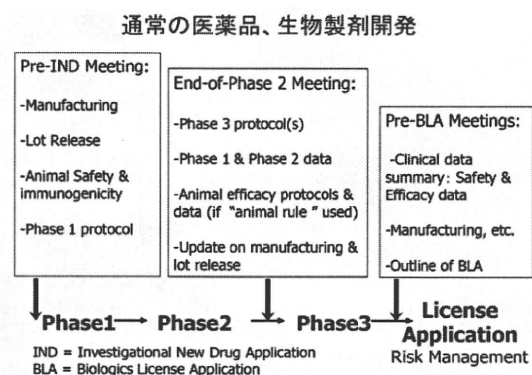 通常の医薬品、生物製剤開発
Pre-IND Meeting:
-Manufacturing
-Lot Release
-Animal Safety &
immunogenicity
-Phase 1 protocol
End-of-Phase 2 Meeting:
-Phase 3 protocol(s)
-Phase 1 & Phase 2 data
-Animal efficacy protocols &
data (if "animal rule" used)
-Update on manufacturing &
lot release
Pre-BLA Meetings:
-Clinical data
summary: Safety &
Efficacy data
-Manufacturing, etc.
-Outline of BLA
Phase1
Phase2
Phase3
License
Application
Risk Management
IND = Investigational New Drug Application
BLA = Biologics License Application